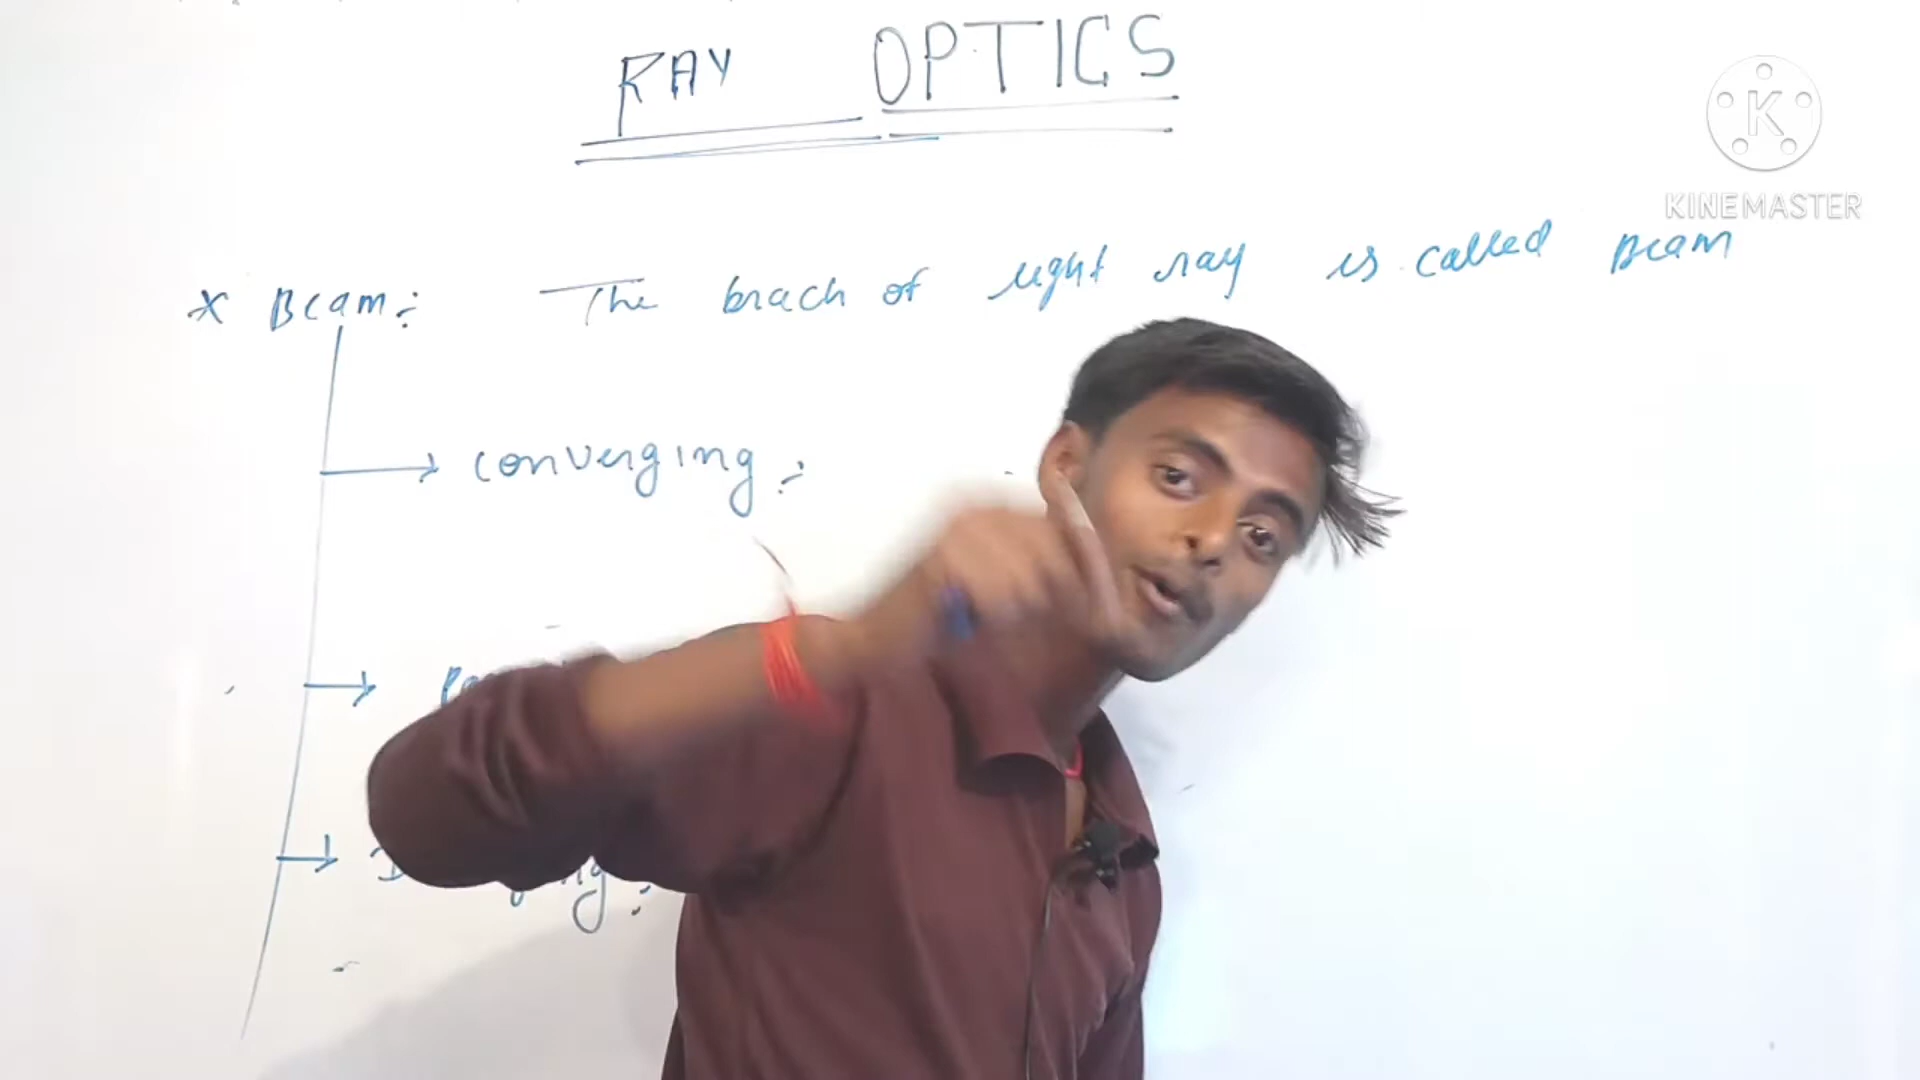 RAY OPTICS
K
KINEMASTER
* Beam:- The brach of light ray is called Beam
→ converging :-